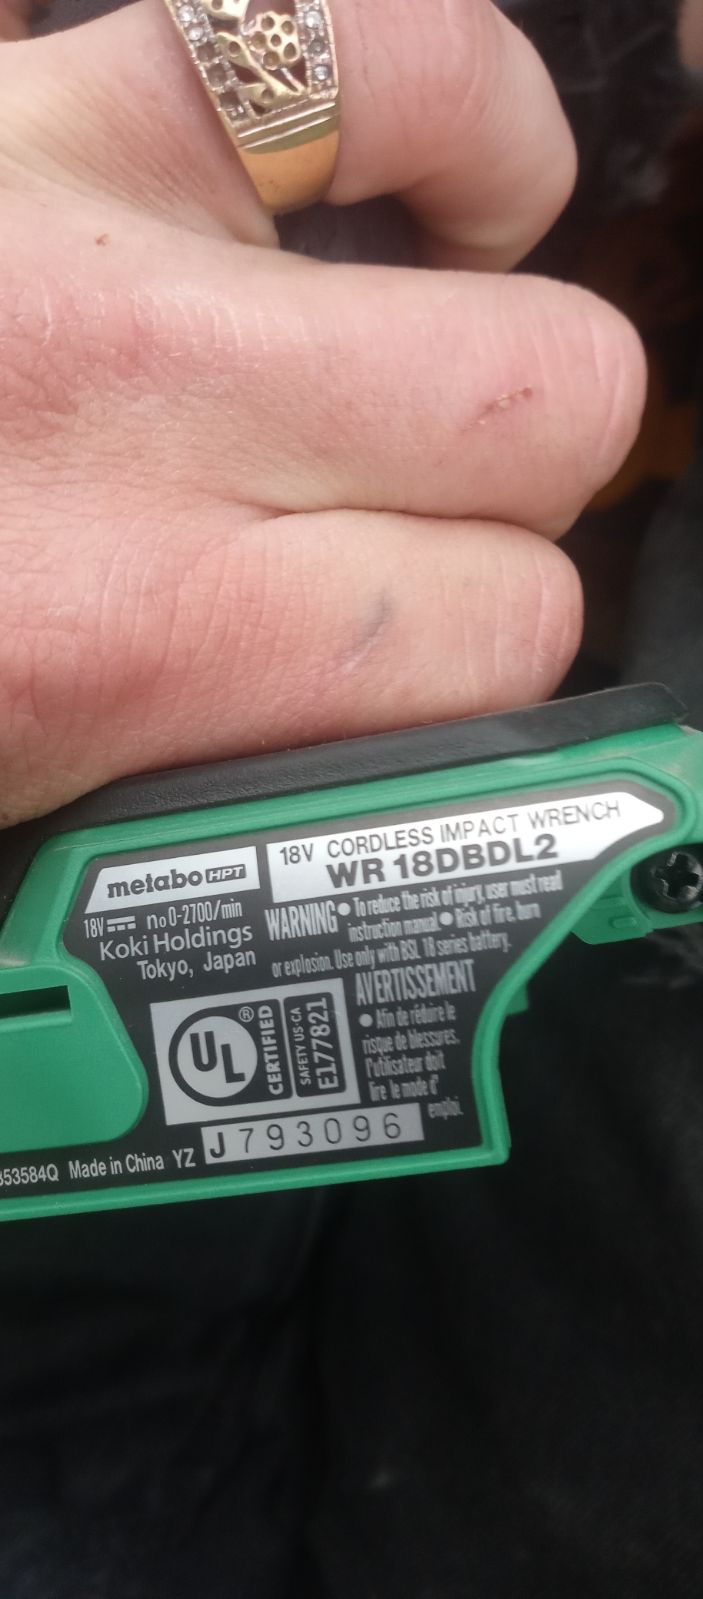 metabo HPT
18V CORDLESS IMPACT WRENCH
WR 18DBDL2
18V n₀ 0-2700/min
Koki Holdings
Tokyo, Japan
WARNING ● To reduce the risk of injury, user must read
instruction manual. ● Risk of fire, burn
or explosion. Use only with BSL 18 series battery.
AVERTISSEMENT
● Afin de réduire le
risque de blessures,
l'utilisateur doit
lire le mode d'
emploi.
UL ®
CERTIFIED
SAFETY US-CA
E177821
353584Q Made in China YZ J793096